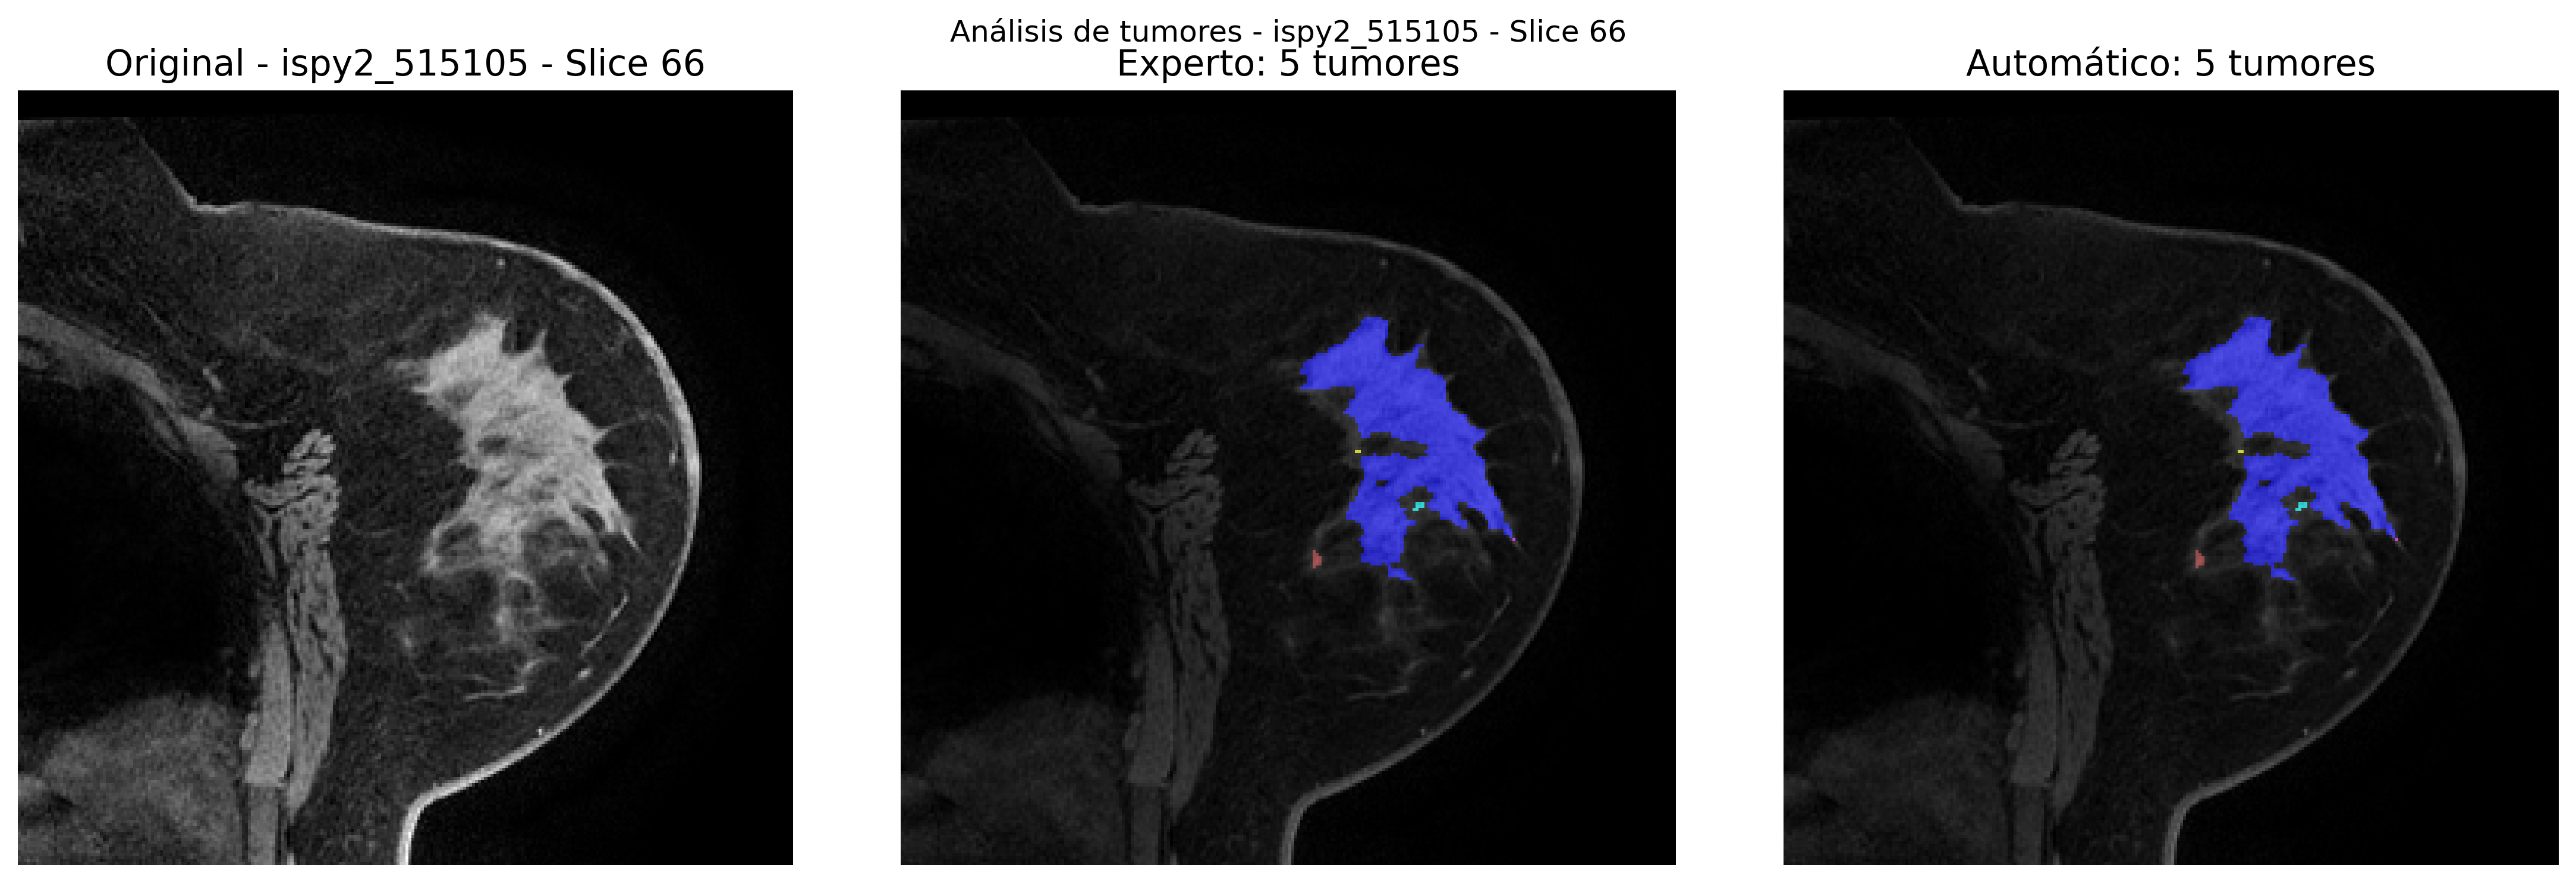 Análisis de tumores - ispy2_515105 - Slice 66
Original - ispy2_515105 - Slice 66
Experto: 5 tumores
Automático: 5 tumores